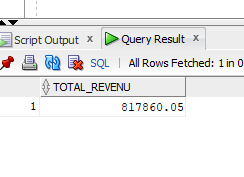 Script Output x Query Result x
SQL | All Rows Fetched: 1 in 0
TOTAL_REVENU
1 817860.05